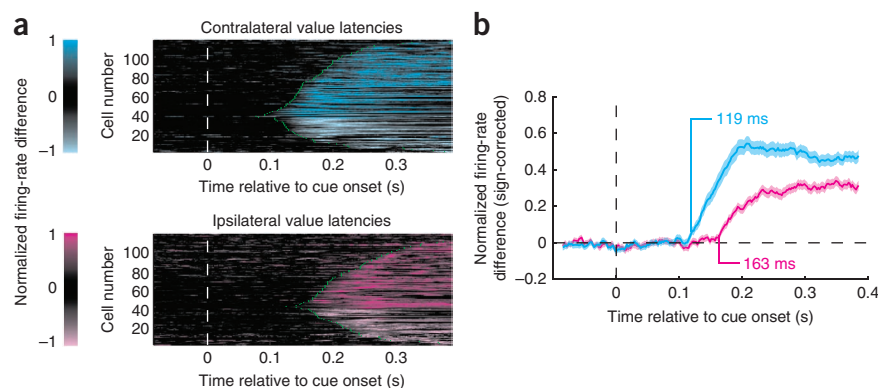 a
Contralateral value latencies
Normalized firing-rate difference
1
0
−1
Cell number
100
80
60
40
20
0
0.1
0.2
0.3
Time relative to cue onset (s)
Ipsilateral value latencies
1
0
−1
Cell number
100
80
60
40
20
0
0.1
0.2
0.3
Time relative to cue onset (s)
b
Normalized firing-rate
difference (sign-corrected)
0.8
0.6
0.4
0.2
0
−0.2
119 ms
163 ms
0
0.1
0.2
0.3
0.4
Time relative to cue onset (s)